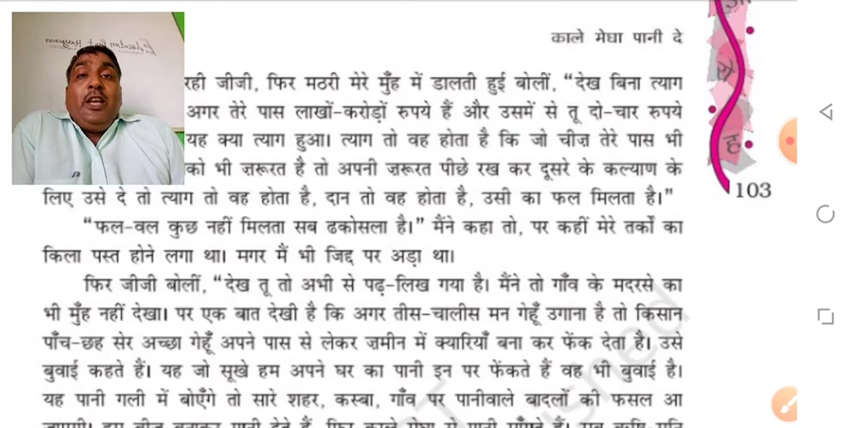 काले मेघा पानी दे
रही जीजी, फिर मठरी मेरे मुँह में डालती हुई बोलीं, “देख बिना त्याग
अगर तेरे पास लाखों-करोड़ों रुपये हैं और उसमें से तू दो-चार रुपये
यह क्या त्याग हुआ। त्याग तो वह होता है कि जो चीज़ तेरे पास भी
को भी ज़रूरत है तो अपनी ज़रूरत पीछे रख कर दूसरे के कल्याण के
103
लिए उसे दे तो त्याग तो वह होता है, दान तो वह होता है, उसी का फल मिलता है।”
“फल-वल कुछ नहीं मिलता सब ढकोसला है।” मैंने कहा तो, पर कहीं मेरे तर्कों का
किला पस्त होने लगा था। मगर मैं भी जिद्द पर अड़ा था।
फिर जीजी बोलीं, “देख तू तो अभी से पढ़-लिख गया है। मैंने तो गाँव के मदरसे का
भी मुँह नहीं देखा। पर एक बात देखी है कि अगर तीस-चालीस मन गेहूँ उगाना है तो किसान
पाँच-छह सेर अच्छा गेहूँ अपने पास से लेकर ज़मीन में क्यारियाँ बना कर फेंक देता है। उसे
बुवाई कहते हैं। यह जो सूखे हम अपने घर का पानी इन पर फेंकते हैं वह भी बुवाई है।
यह पानी गली में बोएँगे तो सारे शहर, कस्बा, गाँव पर पानीवाले बादलों की फसल आ